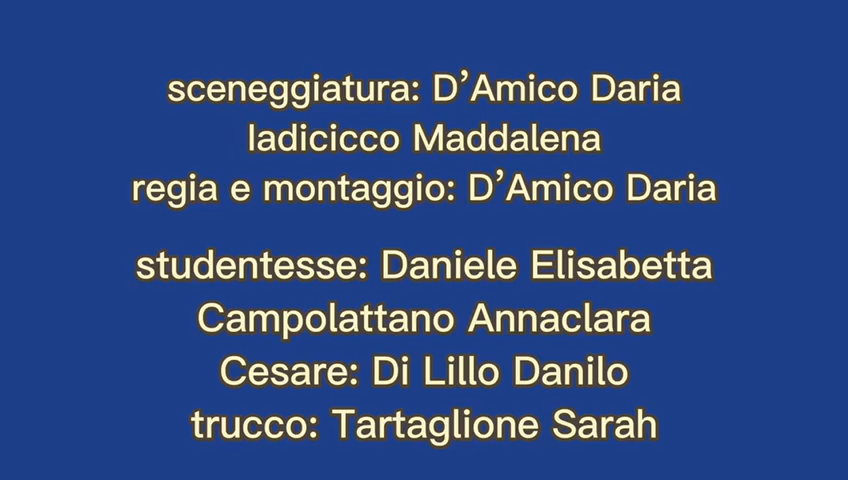 sceneggiatura: D’Amico Daria
Iadicicco Maddalena
regia e montaggio: D’Amico Daria
studentesse: Daniele Elisabetta
Campolattano Annaclara
Cesare: Di Lillo Danilo
trucco: Tartaglione Sarah